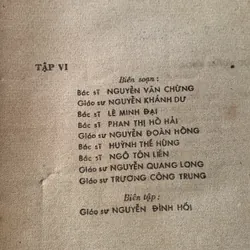 TẬP VI
Biên soạn :
Bác sĩ NGUYỄN VĂN CHỪNG
Giáo sư NGUYỄN KHÁNH DƯ
Bác sĩ LÊ MINH ĐẠI
Bác sĩ PHAN THỊ HỒ HẢI
Giáo sư NGUYỄN ĐOÀN HỒNG
Bác sĩ HUỲNH THẾ HÙNG
Bác sĩ NGÔ TÔN LIÊN
Giáo sư NGUYỄN QUANG LONG
Giáo sư TRƯƠNG CÔNG TRUNG
Biên tập :
Giáo sư NGUYỄN ĐÌNH HỐI